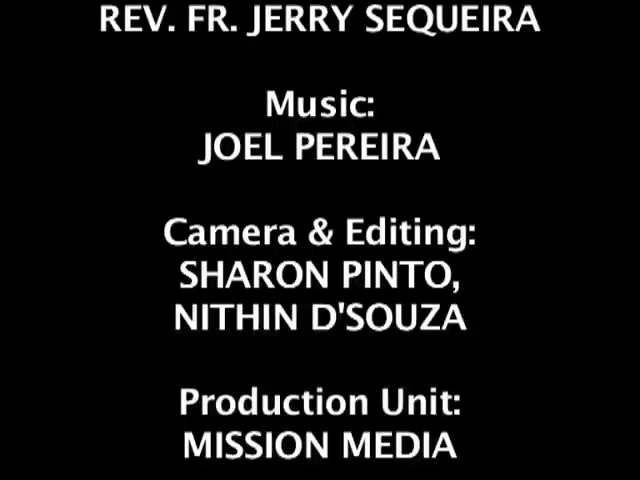 REV. FR. JERRY SEQUEIRA
Music:
JOEL PEREIRA
Camera & Editing:
SHARON PINTO,
NITHIN D'SOUZA
Production Unit:
MISSION MEDIA